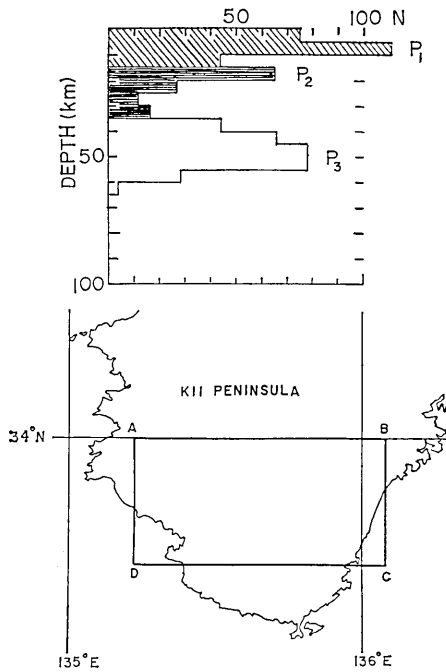 50 100 N
P1
P2
P3
DEPTH (km)
50
100
KII PENINSULA
A B
34°N
D C
135°E 136°E